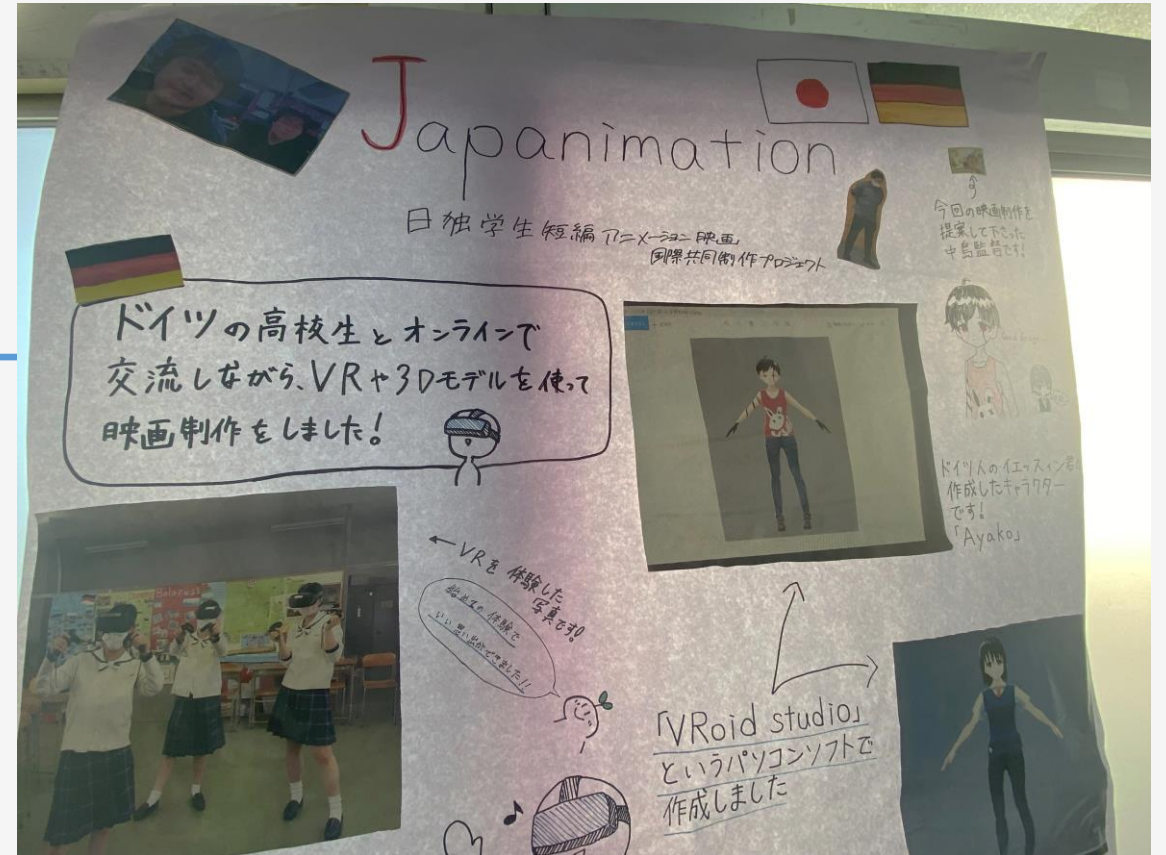 Japanimation
日独学生短編アニメーション映画
国際共同制作プロジェクト
今回の映画制作を
提案して下さった
中島監督です!
ドイツの高校生とオンラインで
交流しながら、VRや3Dモデルを使って
映画制作をしました!
ドイツ人のイエッスィン君が
作成したキャラクター
です!
「Ayako」
←VRを体験した
写真です!
始めての体験で
いい思い出ができました!!
「VRoid studio」
というパソコンソフトで
作成しました